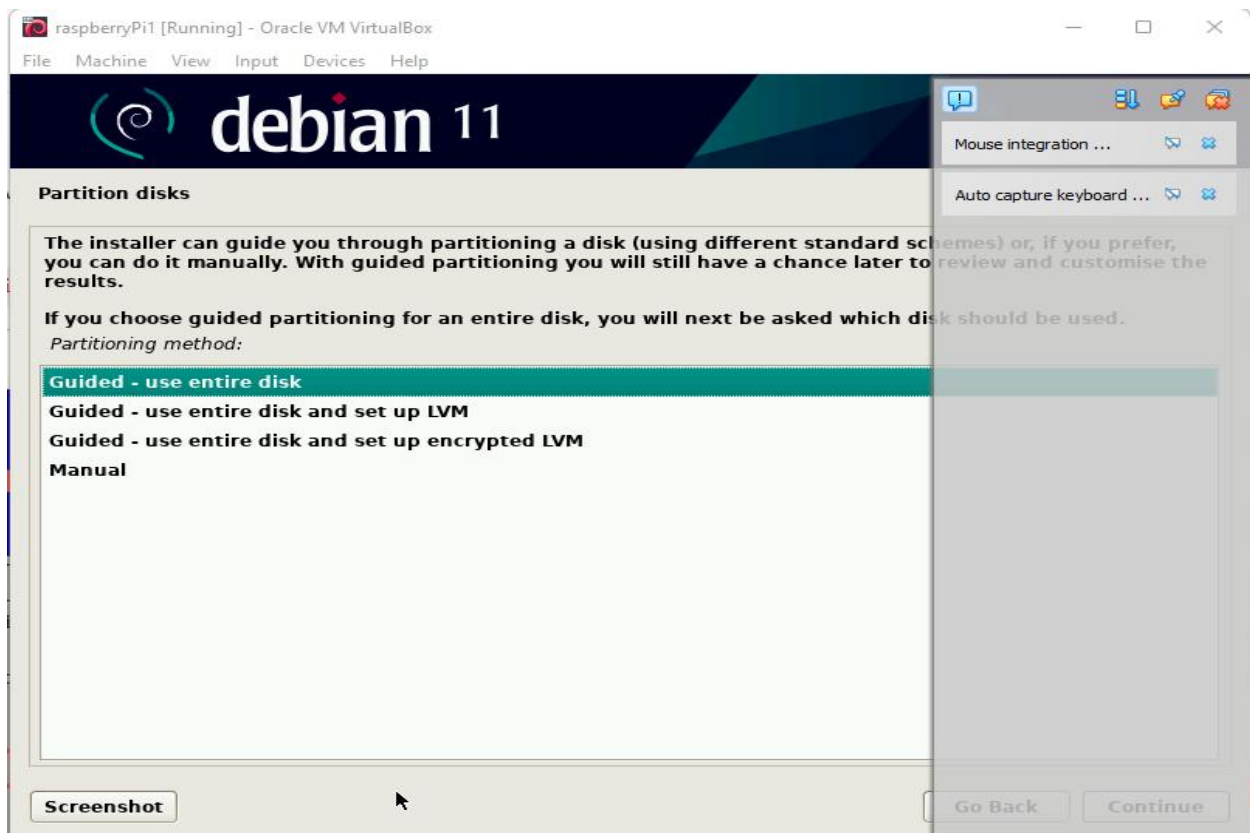 raspberryPi1 [Running] - Oracle VM VirtualBox
File Machine View Input Devices Help
debian 11
Mouse integration ...
Auto capture keyboard ...
Partition disks
The installer can guide you through partitioning a disk (using different standard schemes) or, if you prefer,
you can do it manually. With guided partitioning you will still have a chance later to review and customise the
results.
If you choose guided partitioning for an entire disk, you will next be asked which disk should be used.
Partitioning method:
Guided - use entire disk
Guided - use entire disk and set up LVM
Guided - use entire disk and set up encrypted LVM
Manual
Screenshot
Go Back
Continue